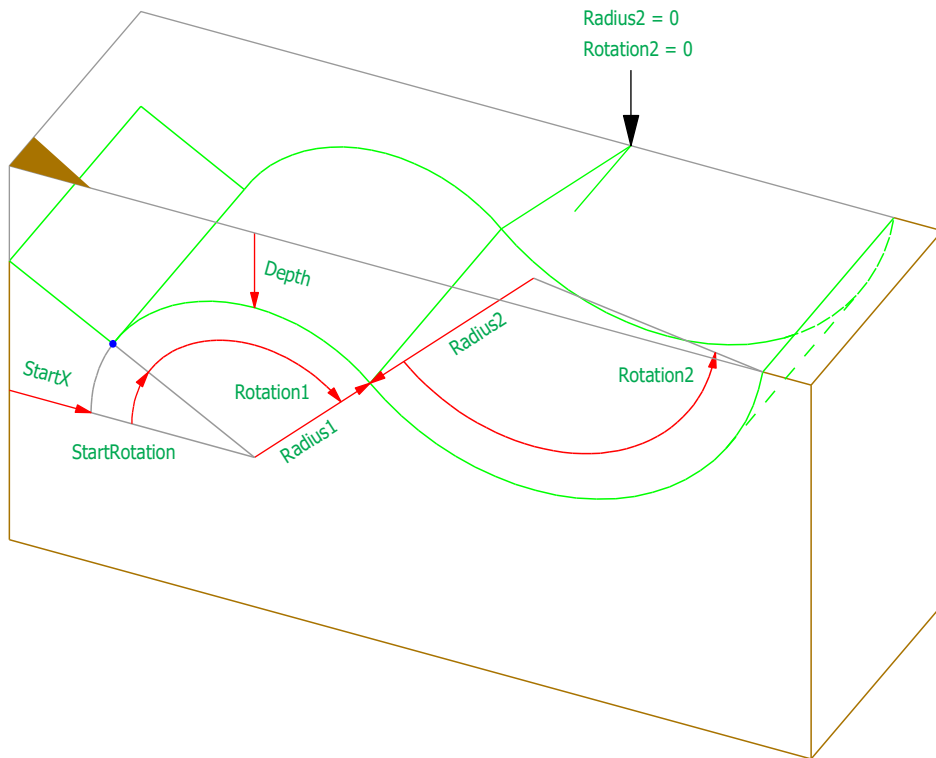 Radius2 = 0
Rotation2 = 0
Depth
Radius2
StartX
Rotation1
Rotation2
Radius1
StartRotation